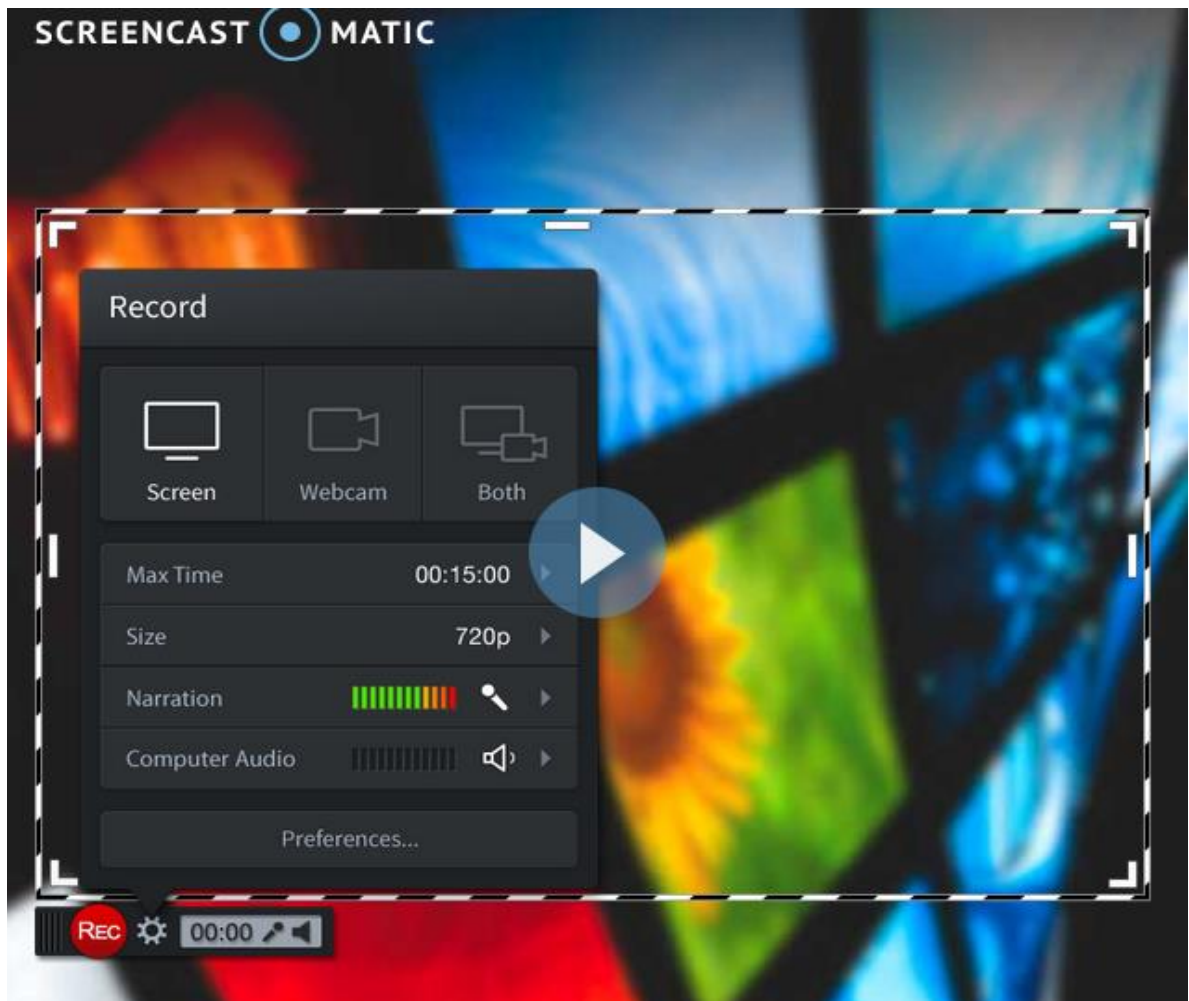 SCREENCAST MATIC
Record
Screen Webcam Both
Max Time 00:15:00
Size 720p
Narration
Computer Audio
Preferences...
REC 00:00